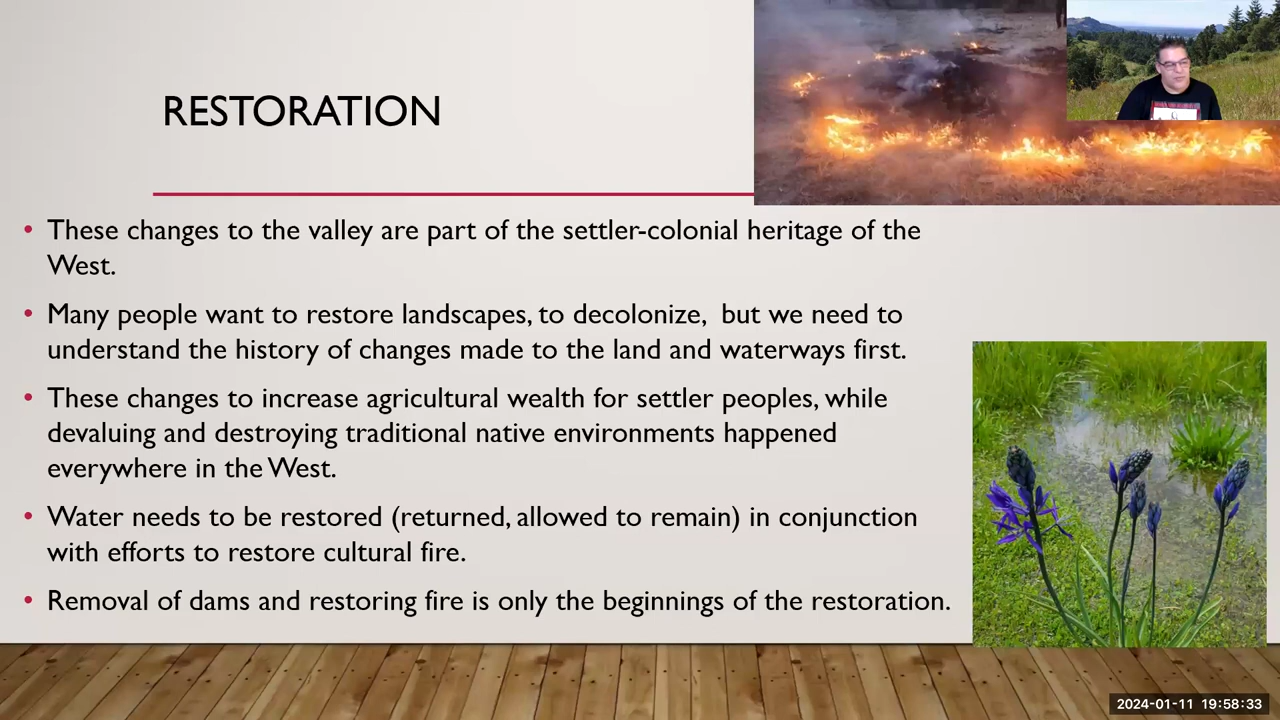 RESTORATION
• These changes to the valley are part of the settler-colonial heritage of the
West.
• Many people want to restore landscapes, to decolonize,  but we need to
understand the history of changes made to the land and waterways first.
• These changes to increase agricultural wealth for settler peoples, while
devaluing and destroying traditional native environments happened
everywhere in the West.
• Water needs to be restored (returned, allowed to remain) in conjunction
with efforts to restore cultural fire.
• Removal of dams and restoring fire is only the beginnings of the restoration.
2024-01-11 19:58:33